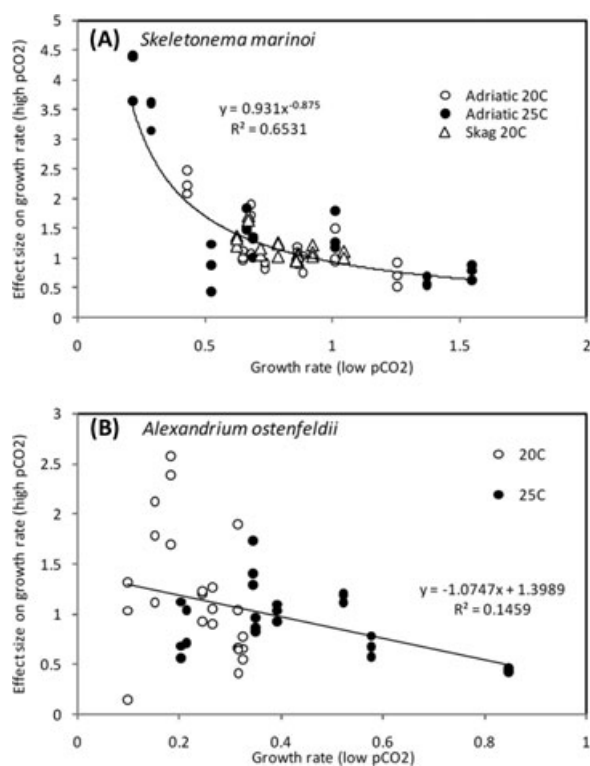 (A) Skeletonema marinoi
Effect size on growth rate (high pCO2)
5
4.5
4
3.5
3
2.5
2
1.5
1
0.5
0
y = 0.931x^-0.875
R² = 0.6531
Adriatic 20C
Adriatic 25C
Skag 20C
0 0.5 1 1.5 2
Growth rate (low pCO2)
(B) Alexandrium ostenfeldii
Effect size on growth rate (high pCO2)
3
2.5
2
1.5
1
0.5
0
20C
25C
y = -1.0747x + 1.3989
R² = 0.1459
0 0.2 0.4 0.6 0.8 1
Growth rate (low pCO2)